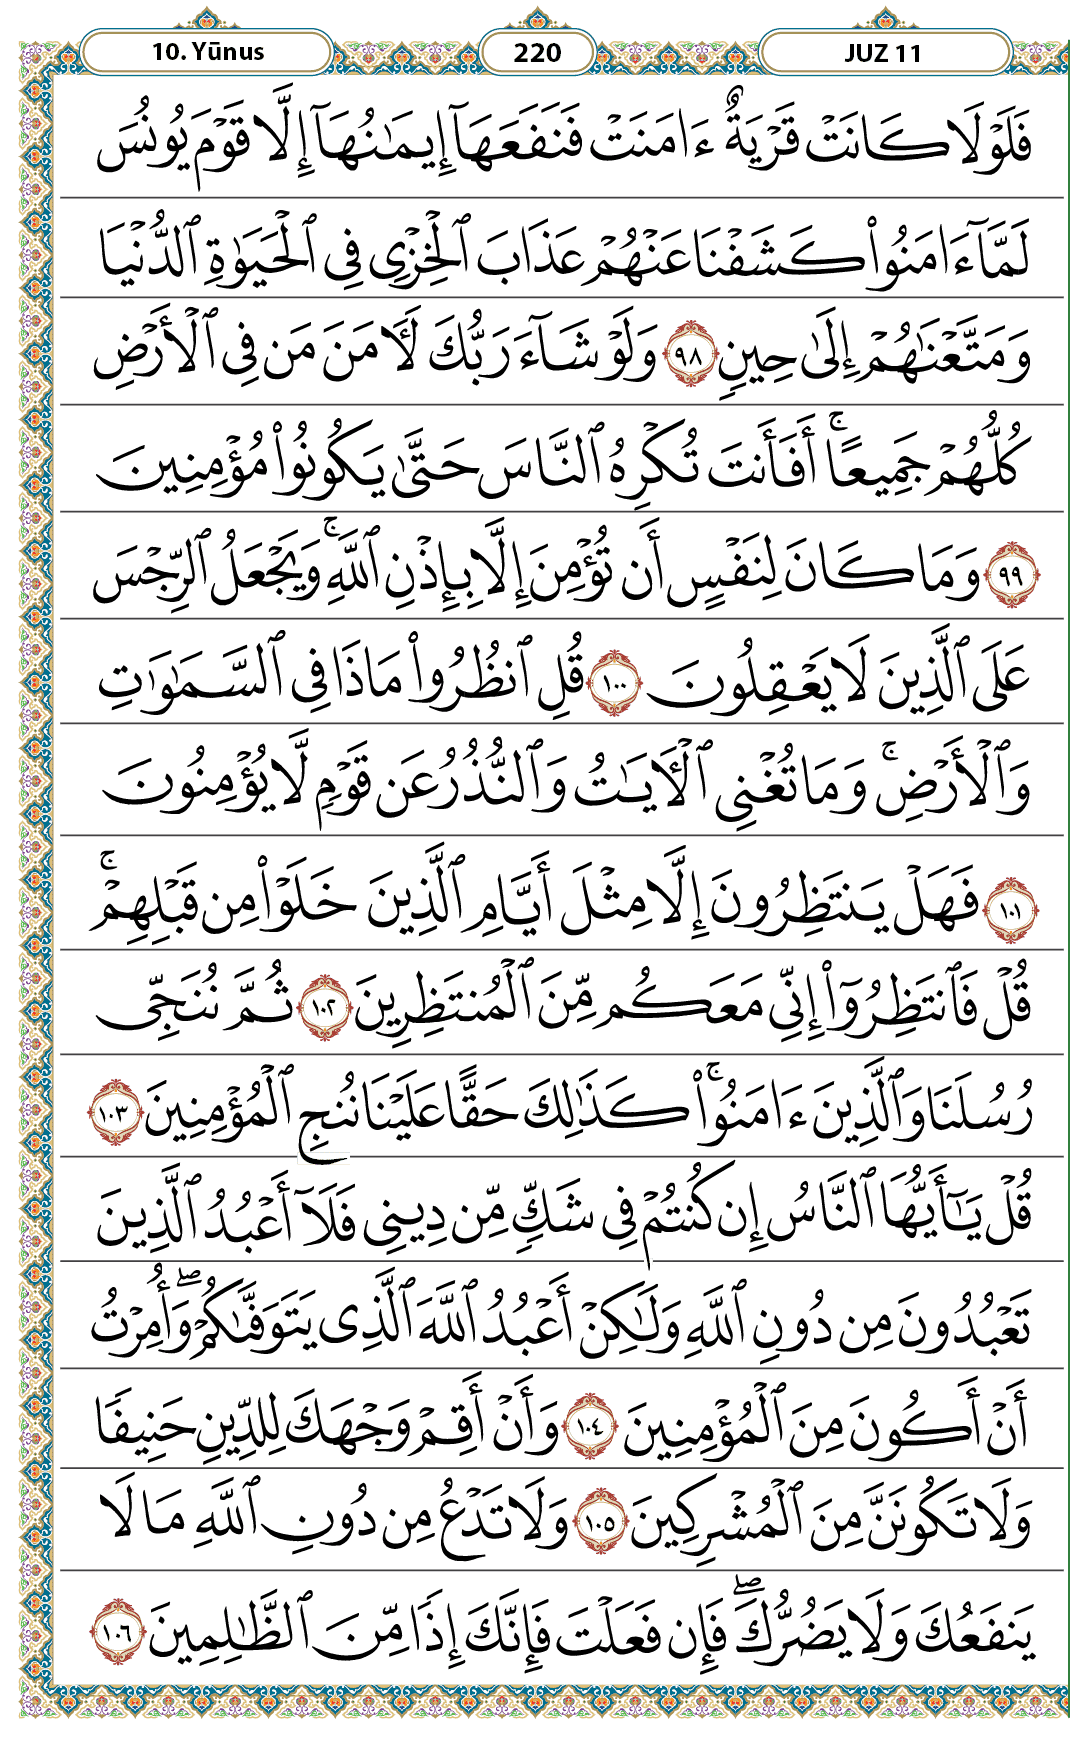 10. Yūnus 220 JUZ 11
فَلَوۡلَا كَانَتۡ قَرۡيَةٌ ءَامَنَتۡ فَنَفَعَهَآ إِيمَـٰنُهَآ إِلَّا قَوۡمَ يُونُسَ
لَمَّآ ءَامَنُواْ كَشَفۡنَا عَنۡهُمۡ عَذَابَ ٱلۡخِزۡيِ فِي ٱلۡحَيَوٰةِ ٱلدُّنۡيَا
وَمَتَّعۡنَٰهُمۡ إِلَىٰ حِينٖ ٩٨ وَلَوۡ شَآءَ رَبُّكَ لَأٓمَنَ مَن فِي ٱلۡأَرۡضِ
كُلُّهُمۡ جَمِيعًاۚ أَفَأَنتَ تُكۡرِهُ ٱلنَّاسَ حَتَّىٰ يَكُونُواْ مُؤۡمِنِينَ
٩٩ وَمَا كَانَ لِنَفۡسٍ أَن تُؤۡمِنَ إِلَّا بِإِذۡنِ ٱللَّهِۚ وَيَجۡعَلُ ٱلرِّجۡسَ
عَلَى ٱلَّذِينَ لَا يَعۡقِلُونَ ١٠٠ قُلِ ٱنظُرُواْ مَاذَا فِي ٱلسَّمَٰوَٰتِ
وَٱلۡأَرۡضِۚ وَمَا تُغۡنِي ٱلۡأٓيَٰتُ وَٱلنُّذُرُ عَن قَوۡمٖ لَّا يُؤۡمِنُونَ
١٠١ فَهَلۡ يَنتَظِرُونَ إِلَّا مِثۡلَ أَيَّامِ ٱلَّذِينَ خَلَوۡاْ مِن قَبۡلِهِمۡۚ
قُلۡ فَٱنتَظِرُوٓاْ إِنِّي مَعَكُم مِّنَ ٱلۡمُنتَظِرِينَ ١٠٢ ثُمَّ نُنَجِّي
رُسُلَنَا وَٱلَّذِينَ ءَامَنُواْۚ كَذَٰلِكَ حَقًّا عَلَيۡنَا نُنجِ ٱلۡمُؤۡمِنِينَ ١٠٣
قُلۡ يَـٰٓأَيُّهَا ٱلنَّاسُ إِن كُنتُمۡ فِي شَكّٖ مِّن دِينِي فَلَآ أَعۡبُدُ ٱلَّذِينَ
تَعۡبُدُونَ مِن دُونِ ٱللَّهِ وَلَٰكِنۡ أَعۡبُدُ ٱللَّهَ ٱلَّذِي يَتَوَفَّىٰكُمۡۖ وَأُمِرۡتُ
أَنۡ أَكُونَ مِنَ ٱلۡمُؤۡمِنِينَ ١٠٤ وَأَنۡ أَقِمۡ وَجۡهَكَ لِلدِّينِ حَنِيفٗا
وَلَا تَكُونَنَّ مِنَ ٱلۡمُشۡرِكِينَ ١٠٥ وَلَا تَدۡعُ مِن دُونِ ٱللَّهِ مَا لَا
يَنفَعُكَ وَلَا يَضُرُّكَۖ فَإِن فَعَلۡتَ فَإِنَّكَ إِذٗا مِّنَ ٱلظَّـٰلِمِينَ ١٠٦